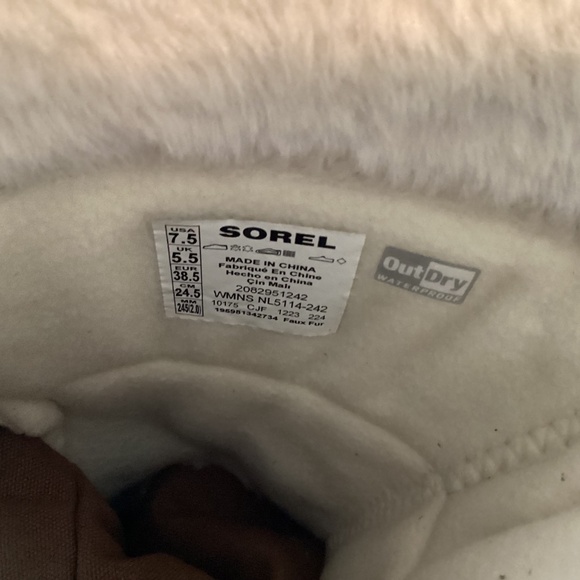 USA
7.5
UK
5.5
EUR
38.5
CM
24.5
MM
245(2.0)
SOREL
MADE IN CHINA
Fabriqué En Chine
Hecho en China
Çin Malı
2082951242
WMNS NL5114-242
10175 CJF 1223 224
195981342734 Faux Fur
OutDry
WATERPROOF